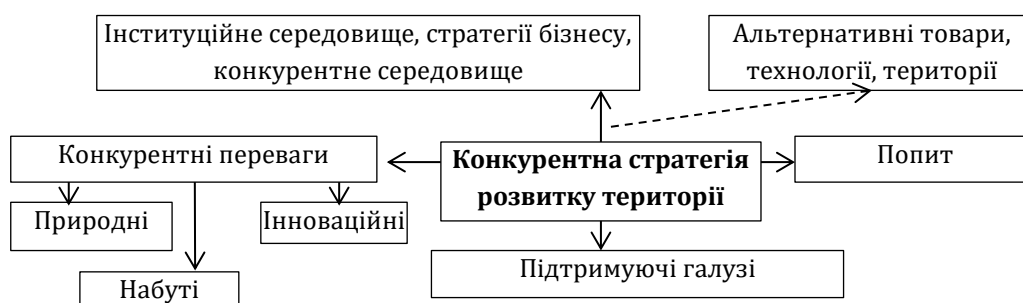 Інституційне середовище, стратегії бізнесу,
конкурентне середовище
Альтернативні товари,
технології, території
Конкурентні переваги
Конкурентна стратегія
розвитку території
Попит
Природні
Інноваційні
Набуті
Підтримуючі галузі